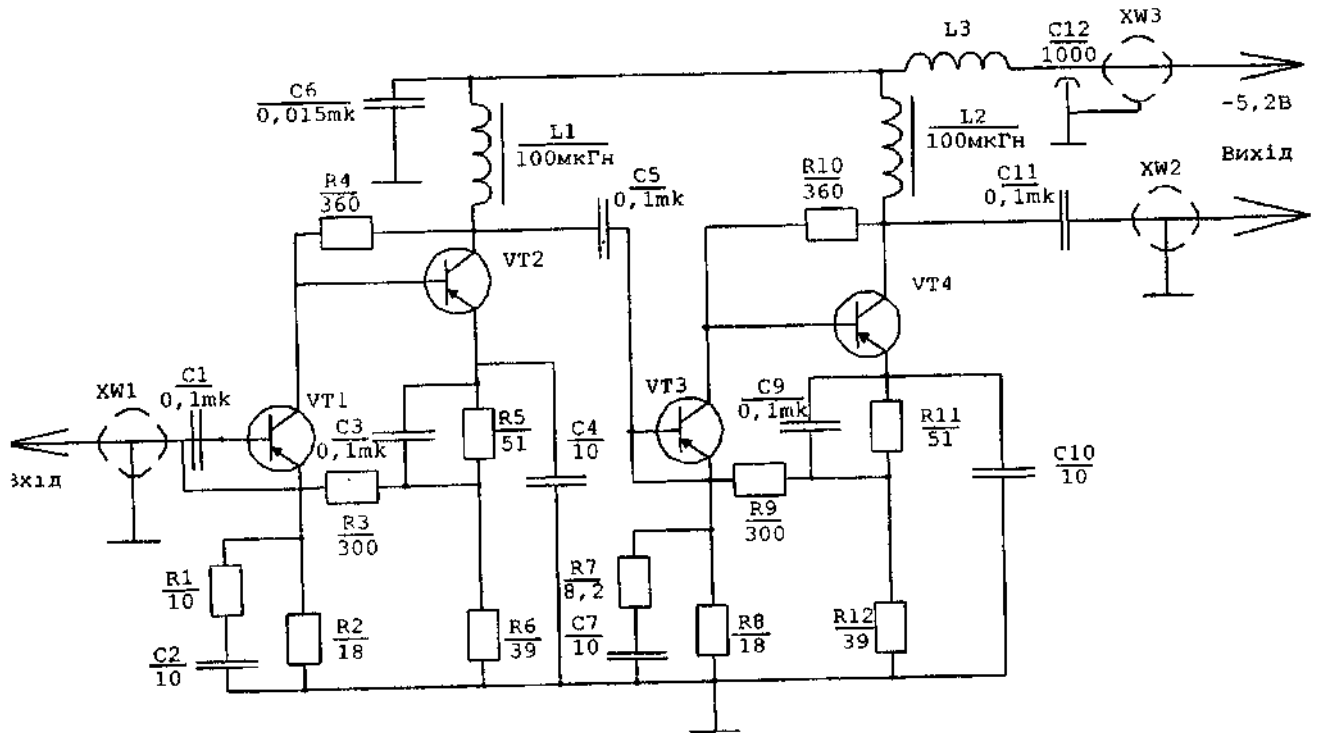 L3
C12
1000
XW3
-5,2В
C6
0,015mk
L1
100мкГн
L2
100мкГн
Вихід
R4
360
C5
0,1mk
R10
360
C11
0,1mk
XW2
VT2
VT4
XW1
C1
0,1mk
VT1
C3
0,1mk
R5
51
C4
10
VT3
C9
0,1mk
R11
51
C10
10
Вхід
R3
300
R9
300
R1
10
R2
18
C2
10
R6
39
R7
8,2
C7
10
R8
18
R12
39